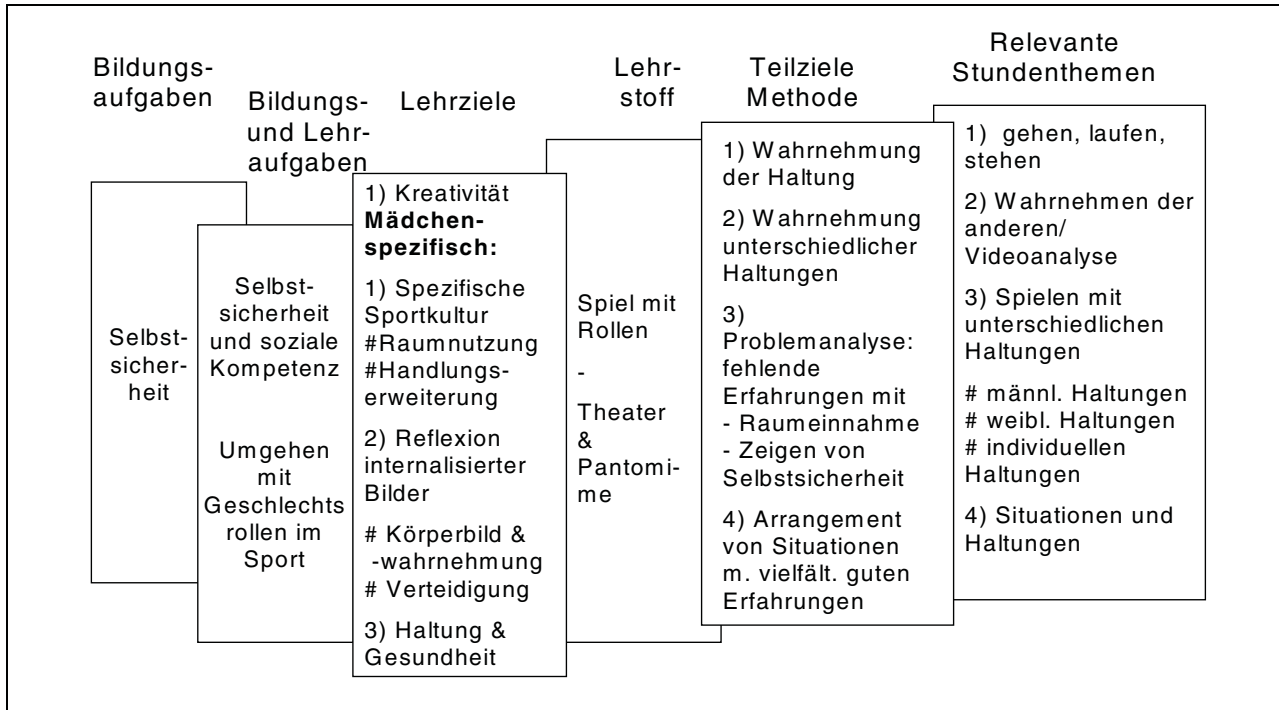 Bildungs-
aufgaben
Selbst-
sicher-
heit
Bildungs-
und Lehr-
aufgaben
Selbst-
sicherheit
und soziale
Kompetenz
Umgehen
mit
Geschlechts
rollen im
Sport
Lehrziele
1) Kreativität
Mädchen-
spezifisch:
1) Spezifische
Sportkultur
#Raumnutzung
#Handlungs-
erweiterung
2) Reflexion
internalisierter
Bilder
# Körperbild &
-wahrnehmung
# Verteidigung
3) Haltung &
Gesundheit
Lehr-
stoff
Spiel mit
Rollen
-
Theater
&
Pantomi-
me
Teilziele
Methode
1) Wahrnehmung
der Haltung
2) Wahrnehmung
unterschiedlicher
Haltungen
3)
Problemanalyse:
fehlende
Erfahrungen mit
- Raumeinnahme
- Zeigen von
Selbstsicherheit
4) Arrangement
von Situationen
m. vielfält. guten
Erfahrungen
Relevante
Stundenthemen
1) gehen, laufen,
stehen
2) Wahrnehmen der
anderen/
Videoanalyse
3) Spielen mit
unterschiedlichen
Haltungen
# männl. Haltungen
# weibl. Haltungen
# individuellen
Haltungen
4) Situationen und
Haltungen